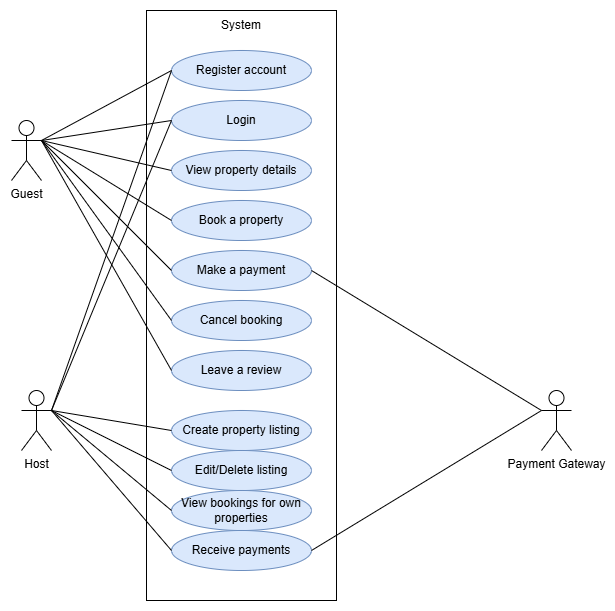 System
Register account
Login
View property details
Guest
Book a property
Make a payment
Cancel booking
Leave a review
Create property listing
Host
Payment Gateway
Edit/Delete listing
View bookings for own
properties
Receive payments